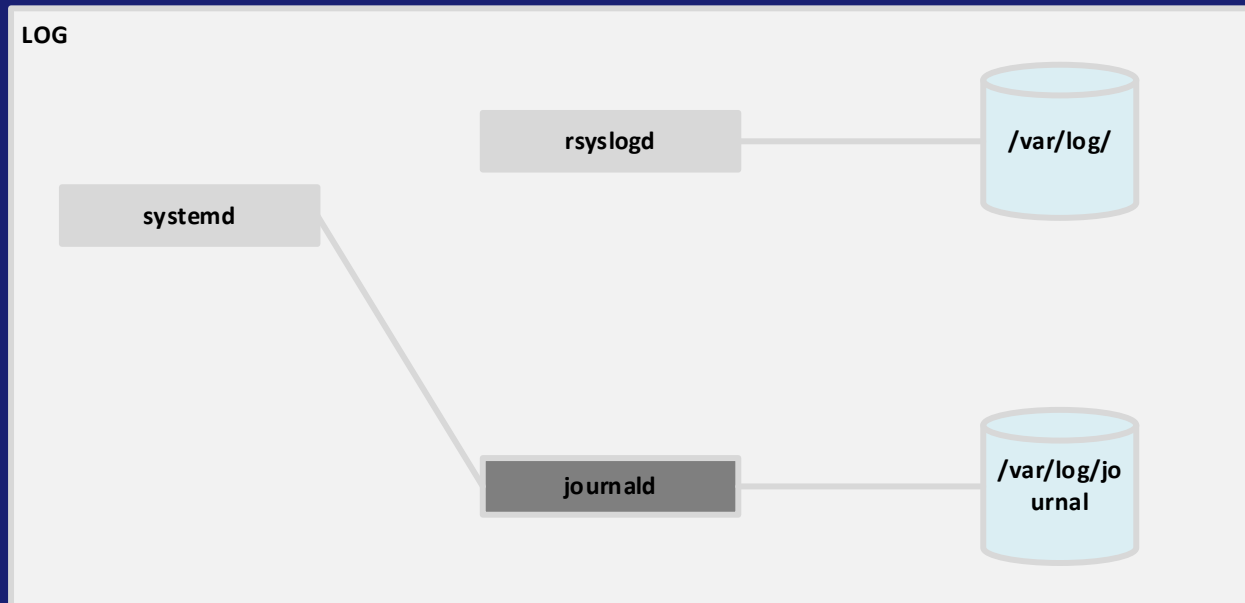 LOG
rsyslogd
/var/log/
systemd
journald
/var/log/jo
urnal